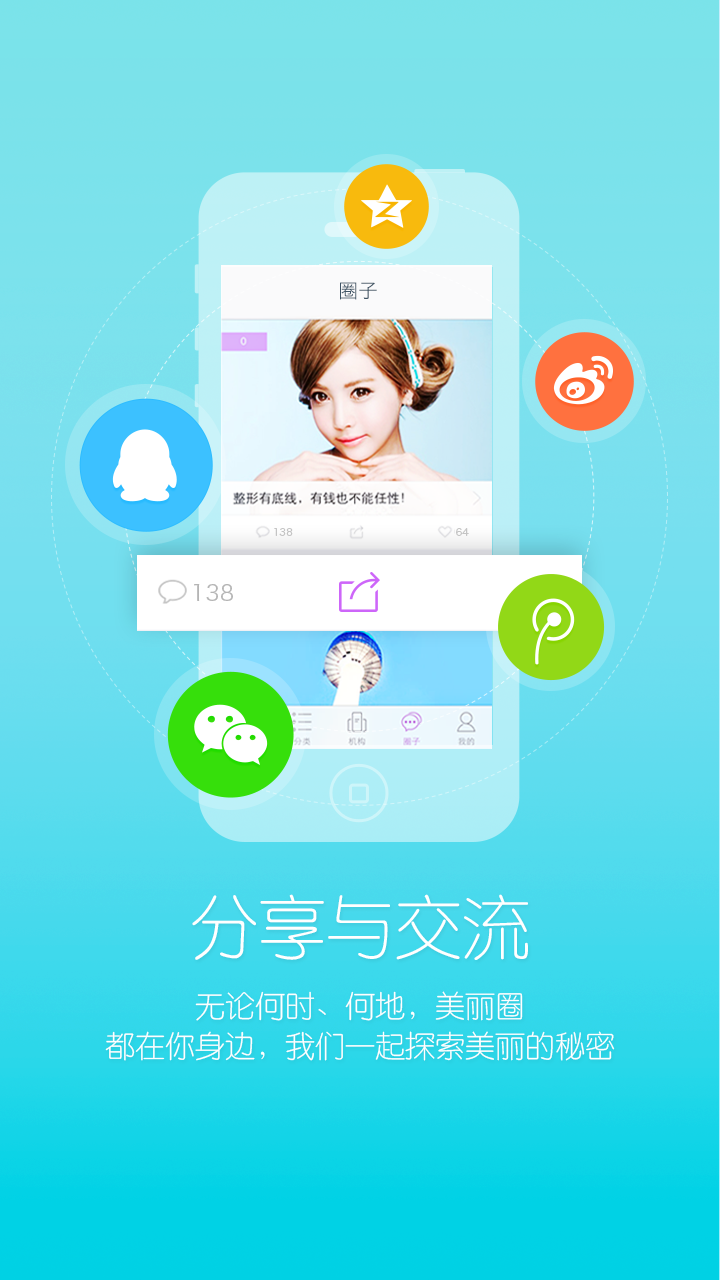 圈子
0
整形有底线，有钱也不能任性！
138
64
138
分类
机构
圈子
我的
分享与交流
无论何时、何地，美丽圈
都在你身边，我们一起探索美丽的秘密